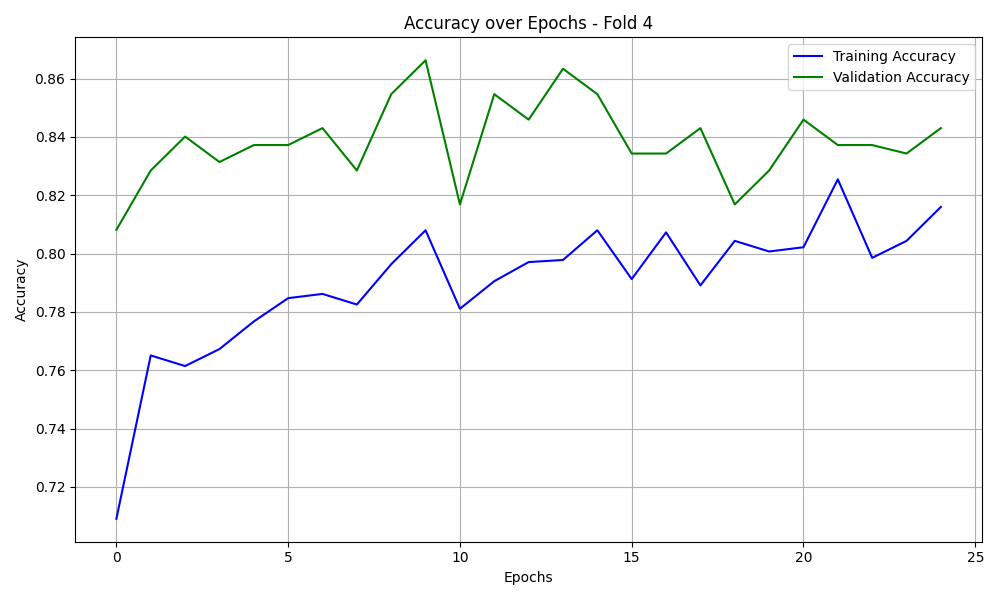 Accuracy over Epochs - Fold 4
Training Accuracy
Validation Accuracy
Accuracy
0.86
0.84
0.82
0.80
0.78
0.76
0.74
0.72
0 5 10 15 20 25
Epochs